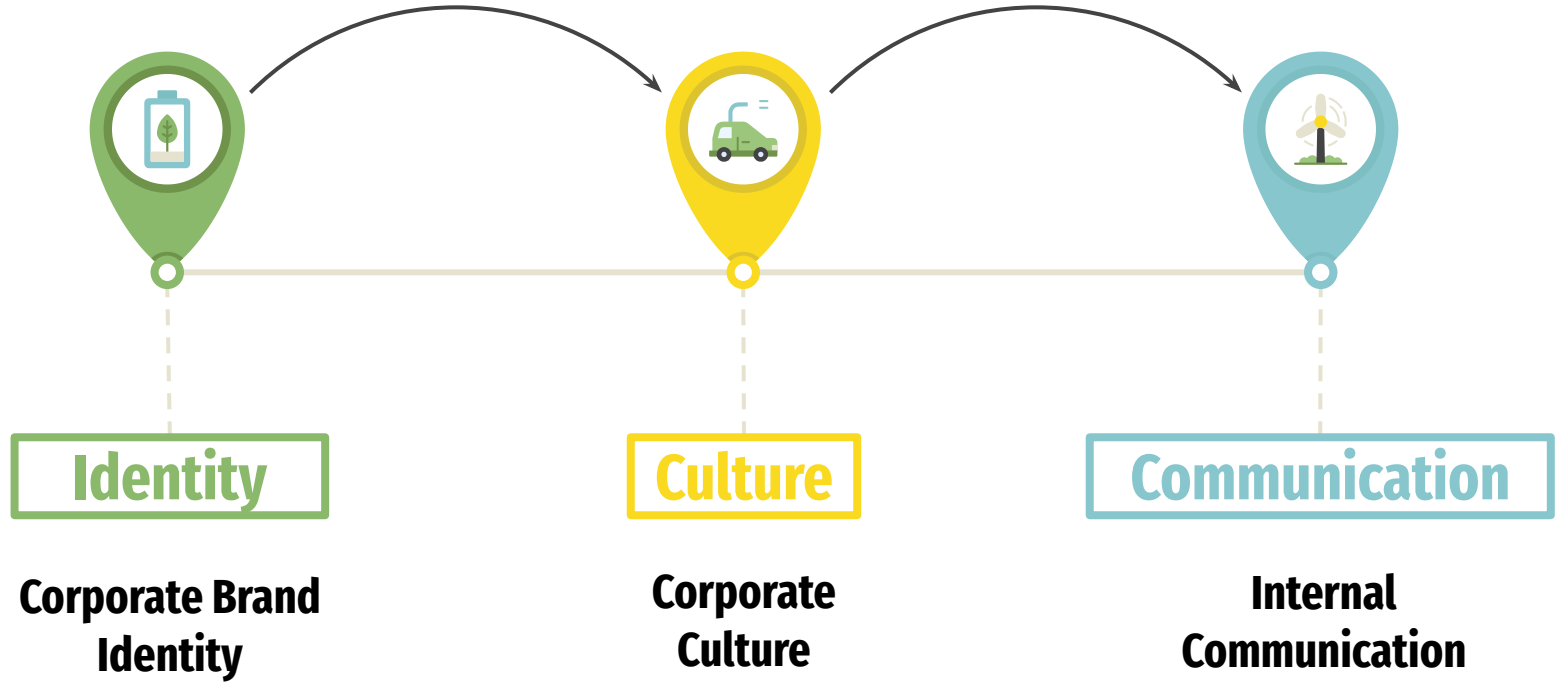 Identity
Culture
Communication
Corporate Brand
Identity
Corporate
Culture
Internal
Communication